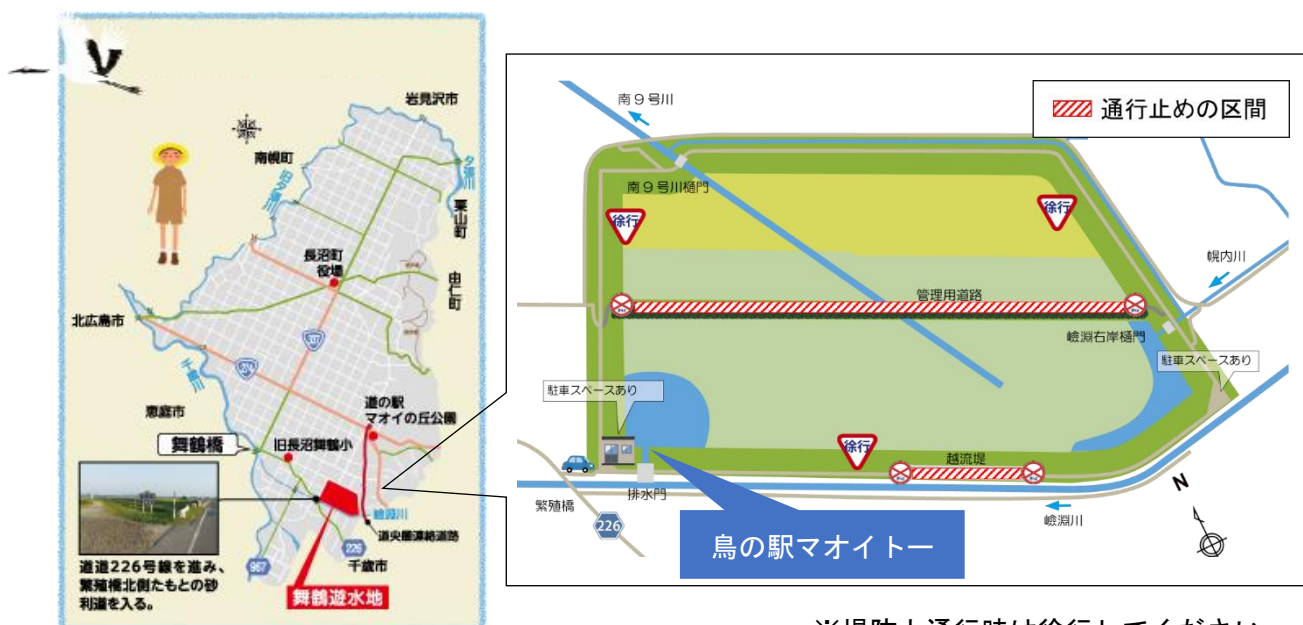 岩見沢市
南幌町
旧夕張川
夕張川
栗山町
長沼町
役場
由仁町
北広島市
337
274
千歳川
恵庭市
道の駅
マオイの丘公園
舞鶴橋
旧長沼舞鶴小
嶮淵川
道央圏連絡道路
226
967
千歳市
舞鶴遊水地
道道226号線を進み、
繁殖橋北側たもとの砂
利道を入る。
南9号川
通行止めの区間
南9号川樋門
徐行
徐行
幌内川
管理用道路
嶮淵右岸樋門
駐車スペースあり
駐車スペースあり
徐行
越流堤
排水門
繁殖橋
226
嶮淵川
N
鳥の駅マオイトー